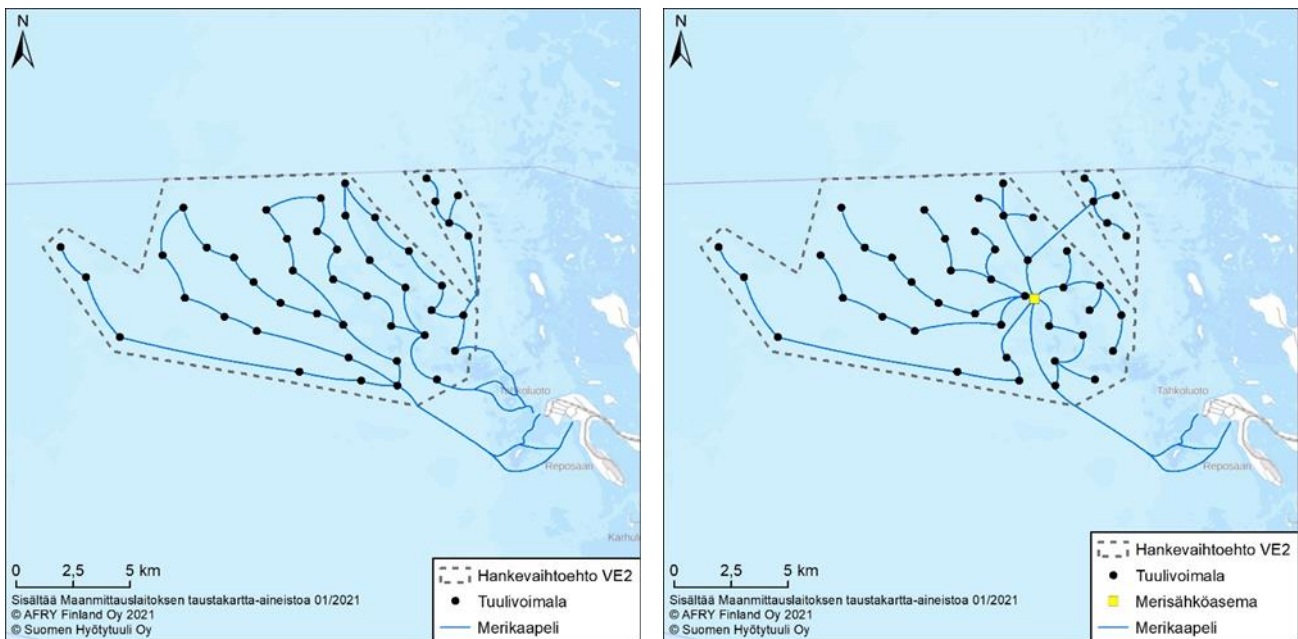 N
Tahkoluoto
Reposaari
Karhulu
0 2,5 5 km
Sisältää Maanmittauslaitoksen taustakartta-aineistoa 01/2021
© AFRY Finland Oy 2021
© Suomen Hyötytuuli Oy
Hankevaihtoehto VE2
Tuulivoimala
Merikaapeli
N
Tahkoluoto
Reposaari
0 2,5 5 km
Sisältää Maanmittauslaitoksen taustakartta-aineistoa 01/2021
© AFRY Finland Oy 2021
© Suomen Hyötytuuli Oy
Hankevaihtoehto VE2
Tuulivoimala
Merisähköasema
Merikaapeli